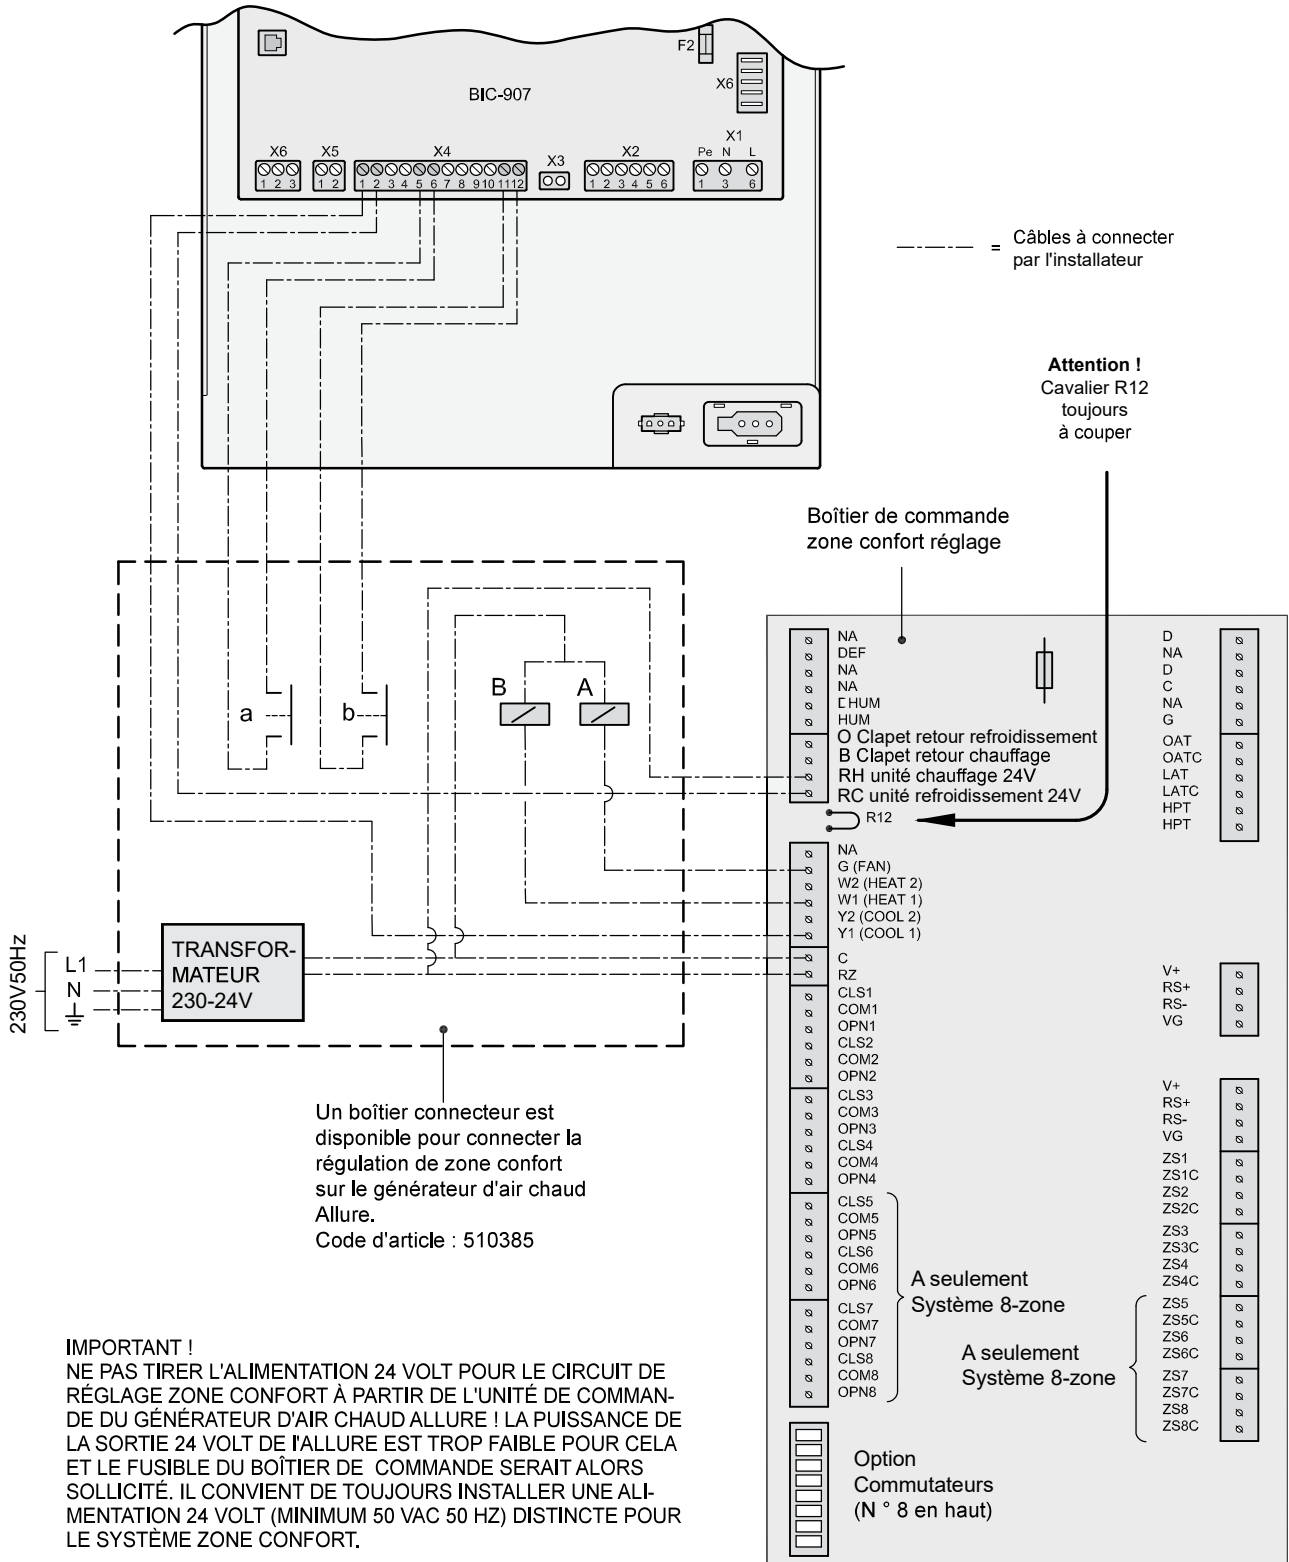 F2
X6
BIC-907
X1
Pe N L
X6 X5 X4 X3 X2
1 2 3 1 2 1 2 3 4 5 6 7 8 9 10 11 12 1 2 3 4 5 6 1 3 6
= Câbles à connecter
par l'installateur
Attention !
Cavalier R12
toujours
à couper
Boîtier de commande
zone confort réglage
B A
a b
NA
DEF
NA
NA
DHUM
HUM
O Clapet retour refroidissement
B Clapet retour chauffage
RH unité chauffage 24V
RC unité refroidissement 24V
R12
NA
G (FAN)
W2 (HEAT 2)
W1 (HEAT 1)
Y2 (COOL 2)
Y1 (COOL 1)
C
RZ
CLS1
COM1
OPN1
CLS2
COM2
OPN2
CLS3
COM3
OPN3
CLS4
COM4
OPN4
CLS5
COM5
OPN5
CLS6
COM6
OPN6
CLS7
COM7
OPN7
CLS8
COM8
OPN8
A seulement
Système 8-zone
Option
Commutateurs
(N ° 8 en haut)
D
NA
D
C
NA
G
OAT
OATC
LAT
LATC
HPT
HPT
V+
RS+
RS-
VG
V+
RS+
RS-
VG
ZS1
ZS1C
ZS2
ZS2C
ZS3
ZS3C
ZS4
ZS4C
ZS5
ZS5C
ZS6
ZS6C
ZS7
ZS7C
ZS8
ZS8C
A seulement
Système 8-zone
230V50Hz
L1
N
TRANSFOR-
MATEUR
230-24V
Un boîtier connecteur est
disponible pour connecter la
régulation de zone confort
sur le générateur d'air chaud
Allure.
Code d'article : 510385
IMPORTANT !
NE PAS TIRER L'ALIMENTATION 24 VOLT POUR LE CIRCUIT DE
RÉGLAGE ZONE CONFORT À PARTIR DE L'UNITÉ DE COMMAN-
DE DU GÉNÉRATEUR D'AIR CHAUD ALLURE ! LA PUISSANCE DE
LA SORTIE 24 VOLT DE l'ALLURE EST TROP FAIBLE POUR CELA
ET LE FUSIBLE DU BOÎTIER DE COMMANDE SERAIT ALORS
SOLLICITÉ. IL CONVIENT DE TOUJOURS INSTALLER UNE ALI-
MENTATION 24 VOLT (MINIMUM 50 VAC 50 HZ) DISTINCTE POUR
LE SYSTÈME ZONE CONFORT.